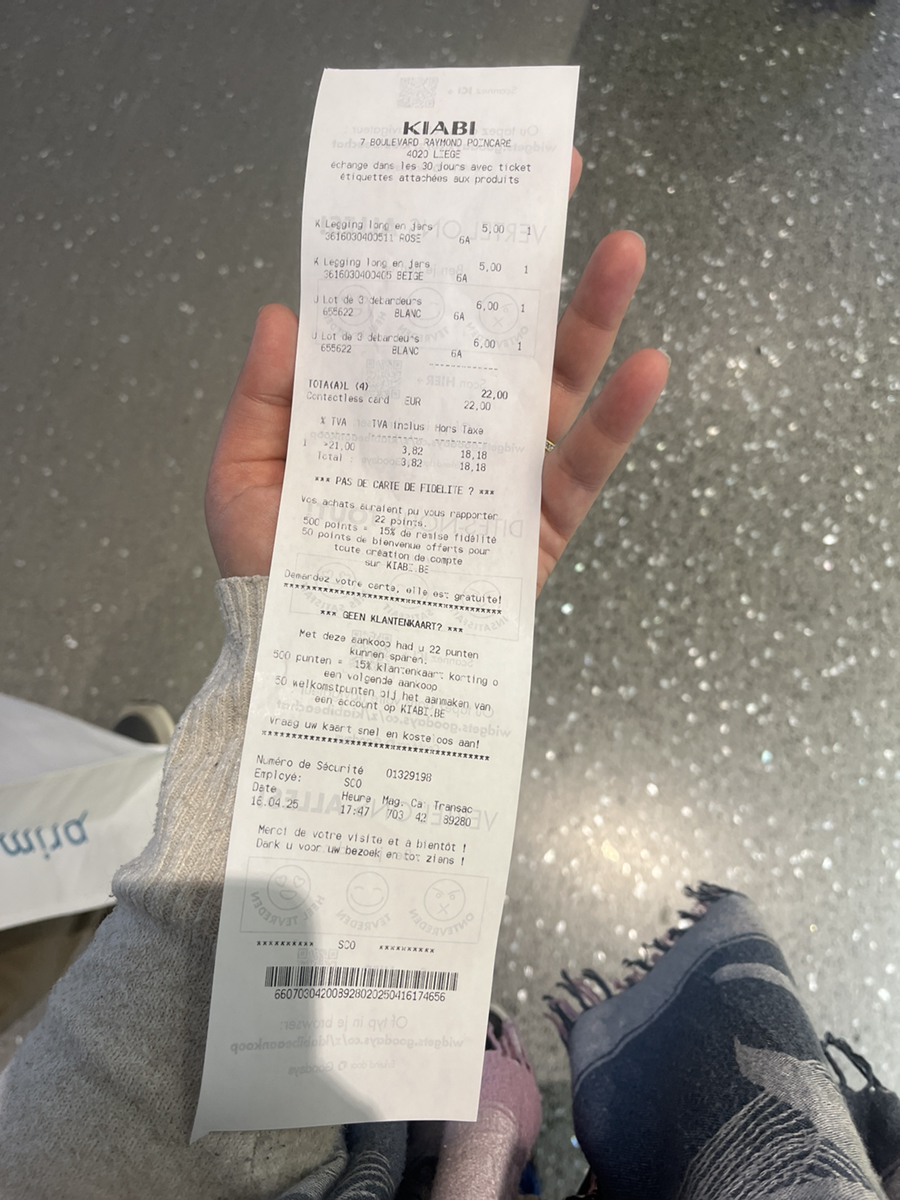 KIABI
7 BOULEVARD RAYMOND POINCARE
4020 LIEGE
échange dans les 30 jours avec ticket
étiquettes attachées aux produits
K Legging long en jers 5,00 1
3616030400511 ROSE 6A
K Legging long en jers 5,00 1
3616030400405 BEIGE 6A
J Lot de 3 debardeurs 6,00 1
655622 BLANC 6A
J Lot de 3 debardeurs 6,00 1
655622 BLANC 6A
TOTA(A)L (4) 22,00
Contactless card EUR 22,00
% TVA TVA inclus Hors Taxe
1 =21,00 3,82 18,18
Total : 3,82 18,18
*** PAS DE CARTE DE FIDELITE ? ***
Vos achats auraient pu vous rapporter
22 points.
500 points = 15% de remise fidélité
50 points de bienvenue offerts pour
toute création de compte
sur KIABI.BE
Demandez votre carte, elle est gratuite!
****************************************
*** GEEN KLANTENKAART? ***
Met deze aankoop had u 22 punten
kunnen sparen.
500 punten = 15% klantenkaart korting o
een volgende aankoop
50 welkomstpunten bij het aanmaken van
een account op KIABI.BE
Vraag uw kaart snel en kosteloos aan!
****************************************
Numéro de Sécurité 01329198
Employé: SCO
Date Heure Mag. Ca Transac
16.04.25 17:47 703 42 89280
Merci de votre visite et à bientôt !
Dank u voor uw bezoek en tot ziens !
********** SCO **********
660703042008928020250416174656
mira